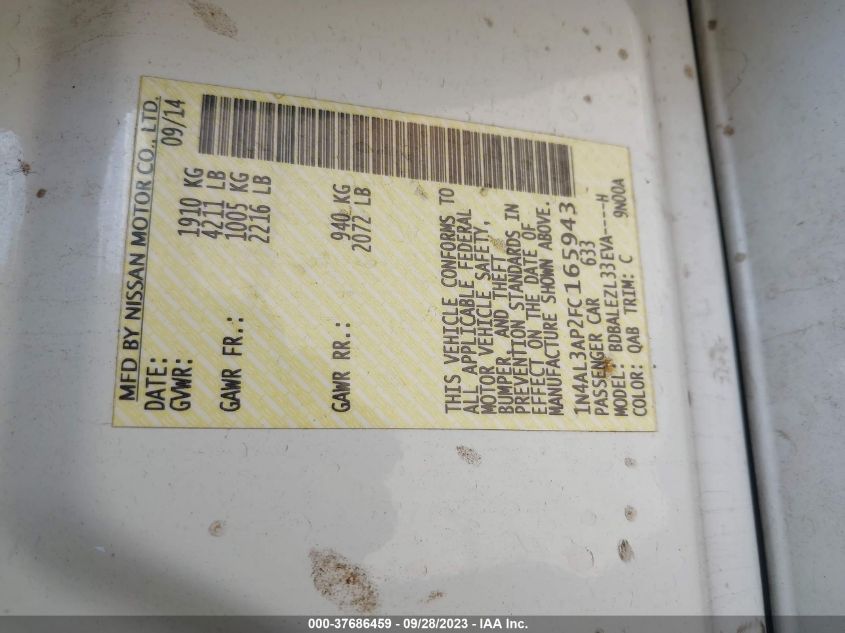 MFD BY NISSAN MOTOR CO., LTD.
DATE: 09/14
GVWR: 1910 KG
4211 LB
GAWR FR.: 1005 KG
2216 LB
GAWR RR.: 940 KG
2072 LB
THIS VEHICLE CONFORMS TO
ALL APPLICABLE FEDERAL
MOTOR VEHICLE SAFETY,
BUMPER, AND THEFT
PREVENTION STANDARDS IN
EFFECT ON THE DATE OF
MANUFACTURE SHOWN ABOVE.
1N4AL3AP2FC165943
PASSENGER CAR 633
MODEL: BDBALEZL33EVA----H
COLOR: QAB TRIM: C 9N00A
000-37686459 - 09/28/2023 - IAA Inc.